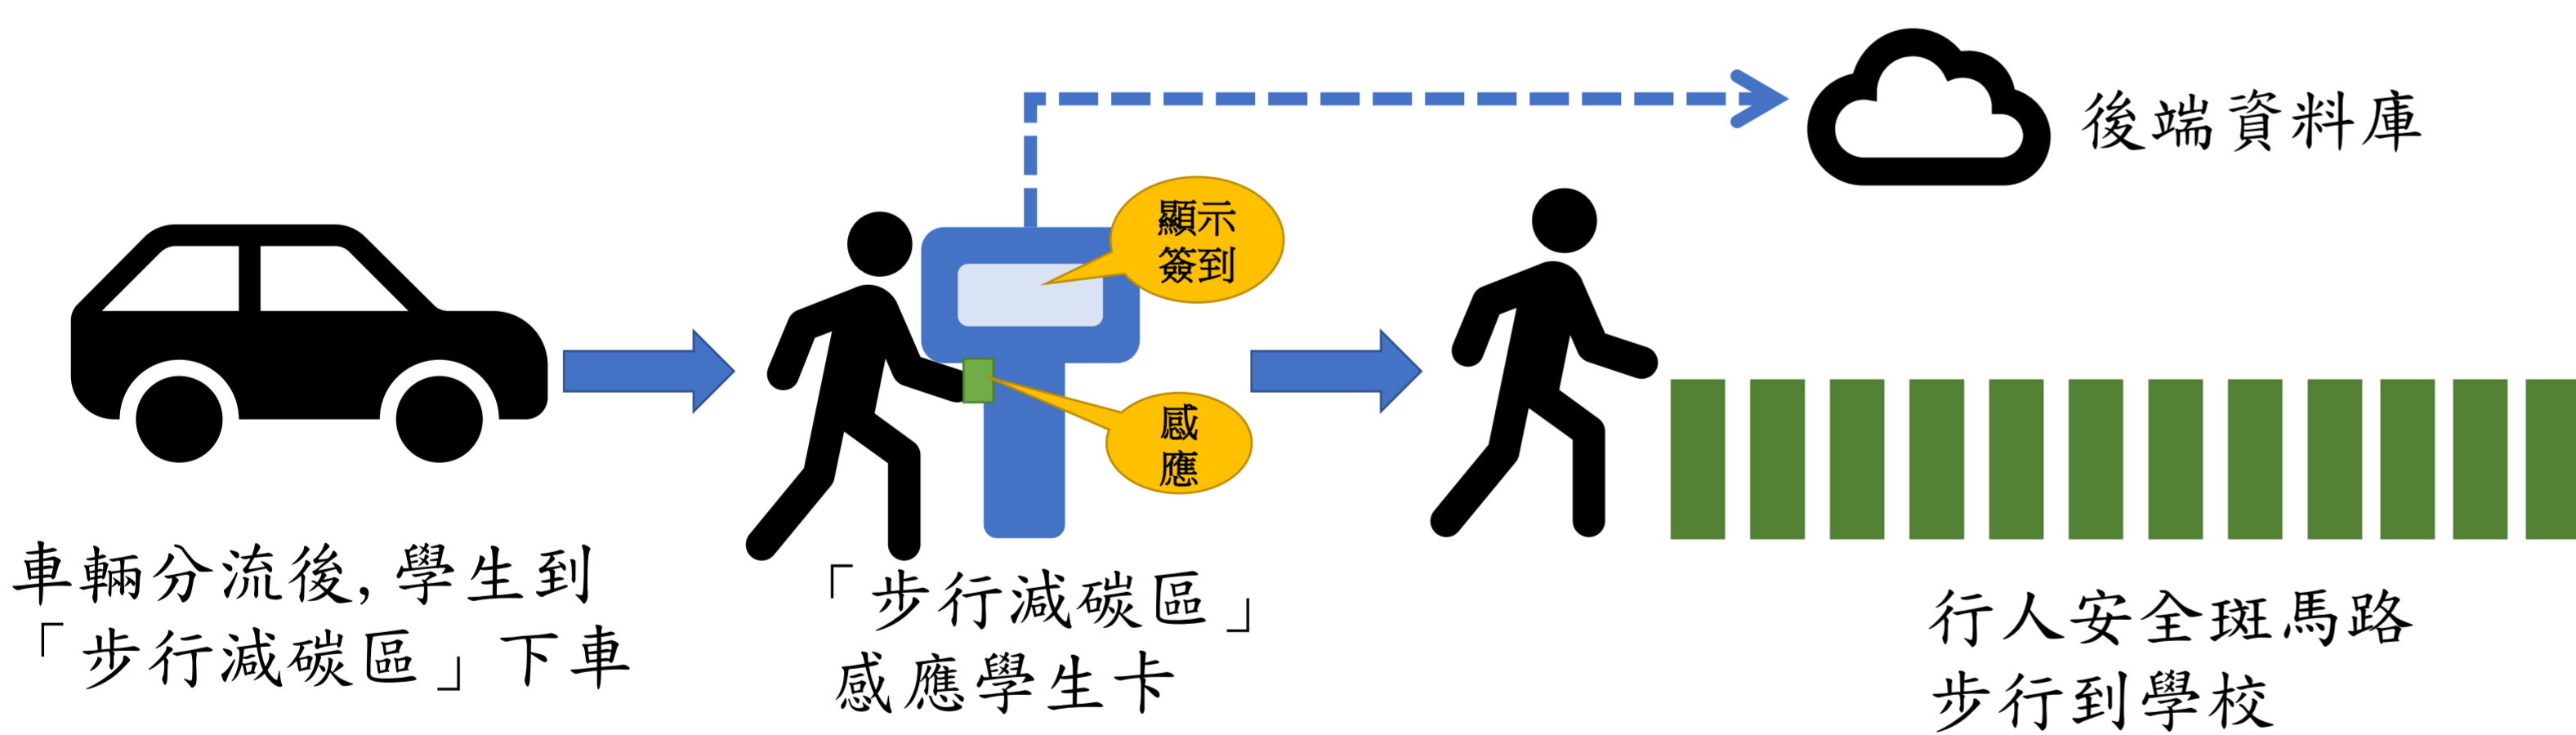 後端資料庫
顯示
簽到
感
應
車輛分流後,學生到
「步行減碳區」下車
「步行減碳區」
感應學生卡
行人安全斑馬路
步行到學校